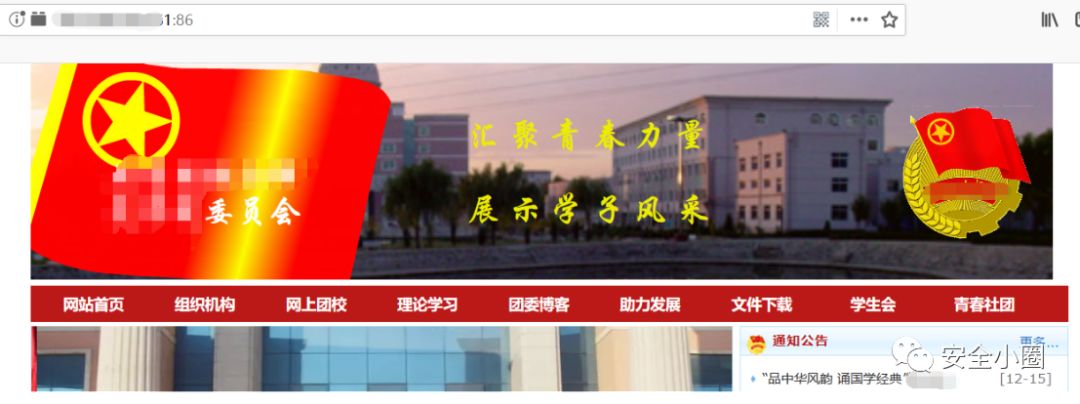 1:86
汇聚青春力量
委员会
展示学子风采
网站首页 组织机构 网上团校 理论学习 团委博客 助力发展 文件下载 学生会 青春社团
通知公告 更多...
“品中华风韵 诵国学经典” [12-15]
安全小圈